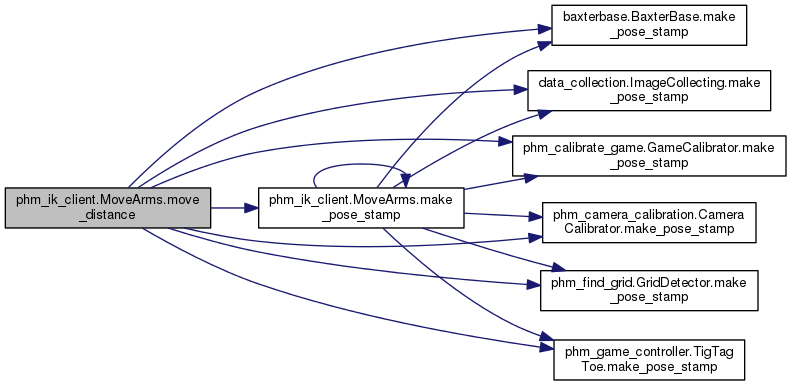 phm_ik_client.MoveArms.move
_distance
phm_ik_client.MoveArms.make
_pose_stamp
baxterbase.BaxterBase.make
_pose_stamp
data_collection.ImageCollecting.make
_pose_stamp
phm_calibrate_game.GameCalibrator.make
_pose_stamp
phm_camera_calibration.Camera
Calibrator.make_pose_stamp
phm_find_grid.GridDetector.make
_pose_stamp
phm_game_controller.TigTag
Toe.make_pose_stamp